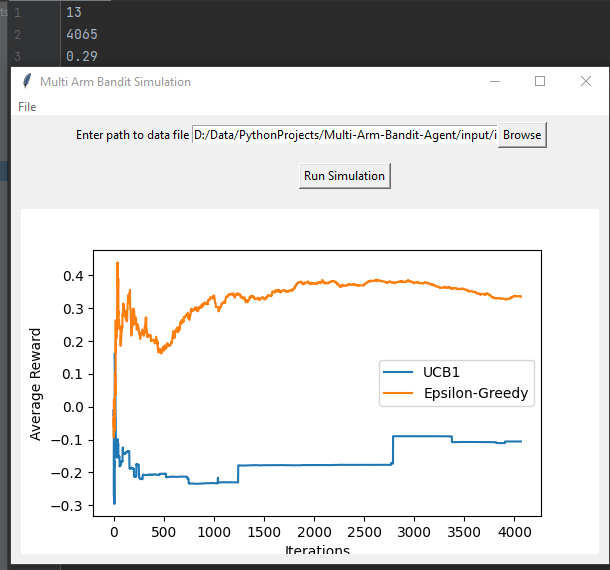 ts
1 13
2 4065
3 0.29
Multi Arm Bandit Simulation
File
Enter path to data file D:/Data/PythonProjects/Multi-Arm-Bandit-Agent/input/i Browse
Run Simulation
Average Reward
0.4
0.3
0.2
0.1
0.0
−0.1
−0.2
−0.3
UCB1
Epsilon-Greedy
0 500 1000 1500 2000 2500 3000 3500 4000
Iterations